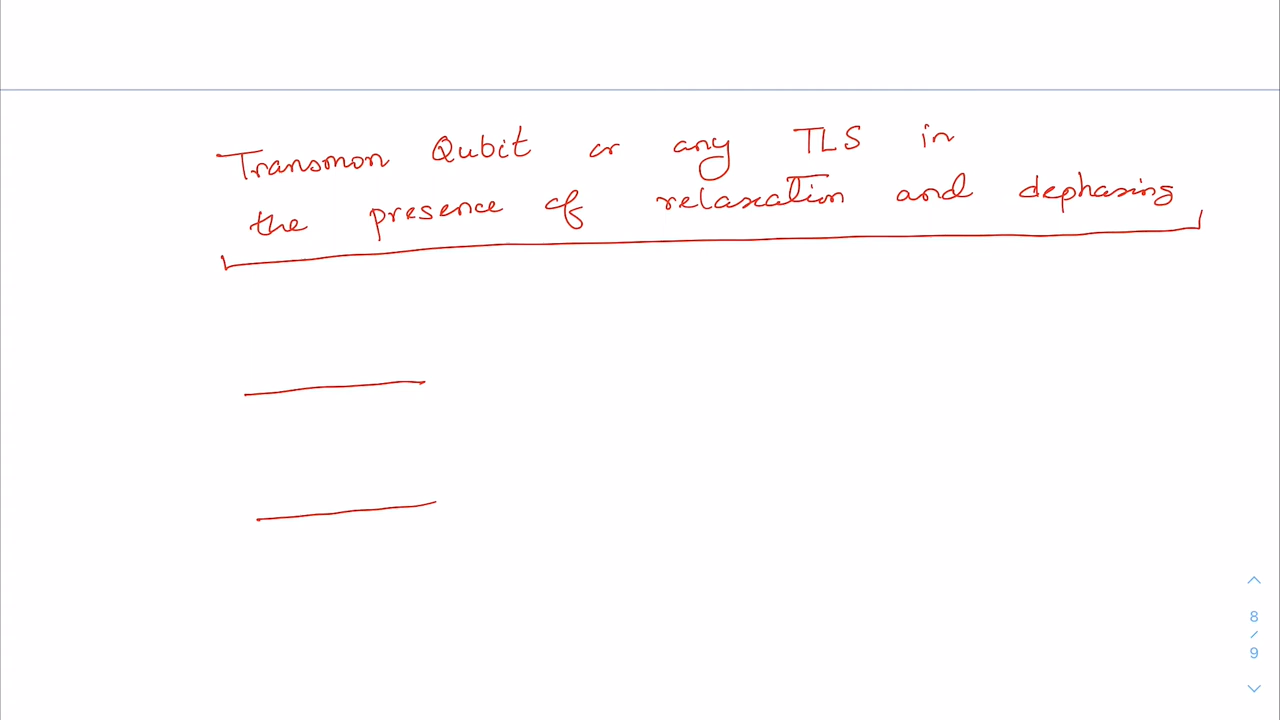 Transmon Qubit or any TLS in
the presence of relaxation and dephasing
8
/
9